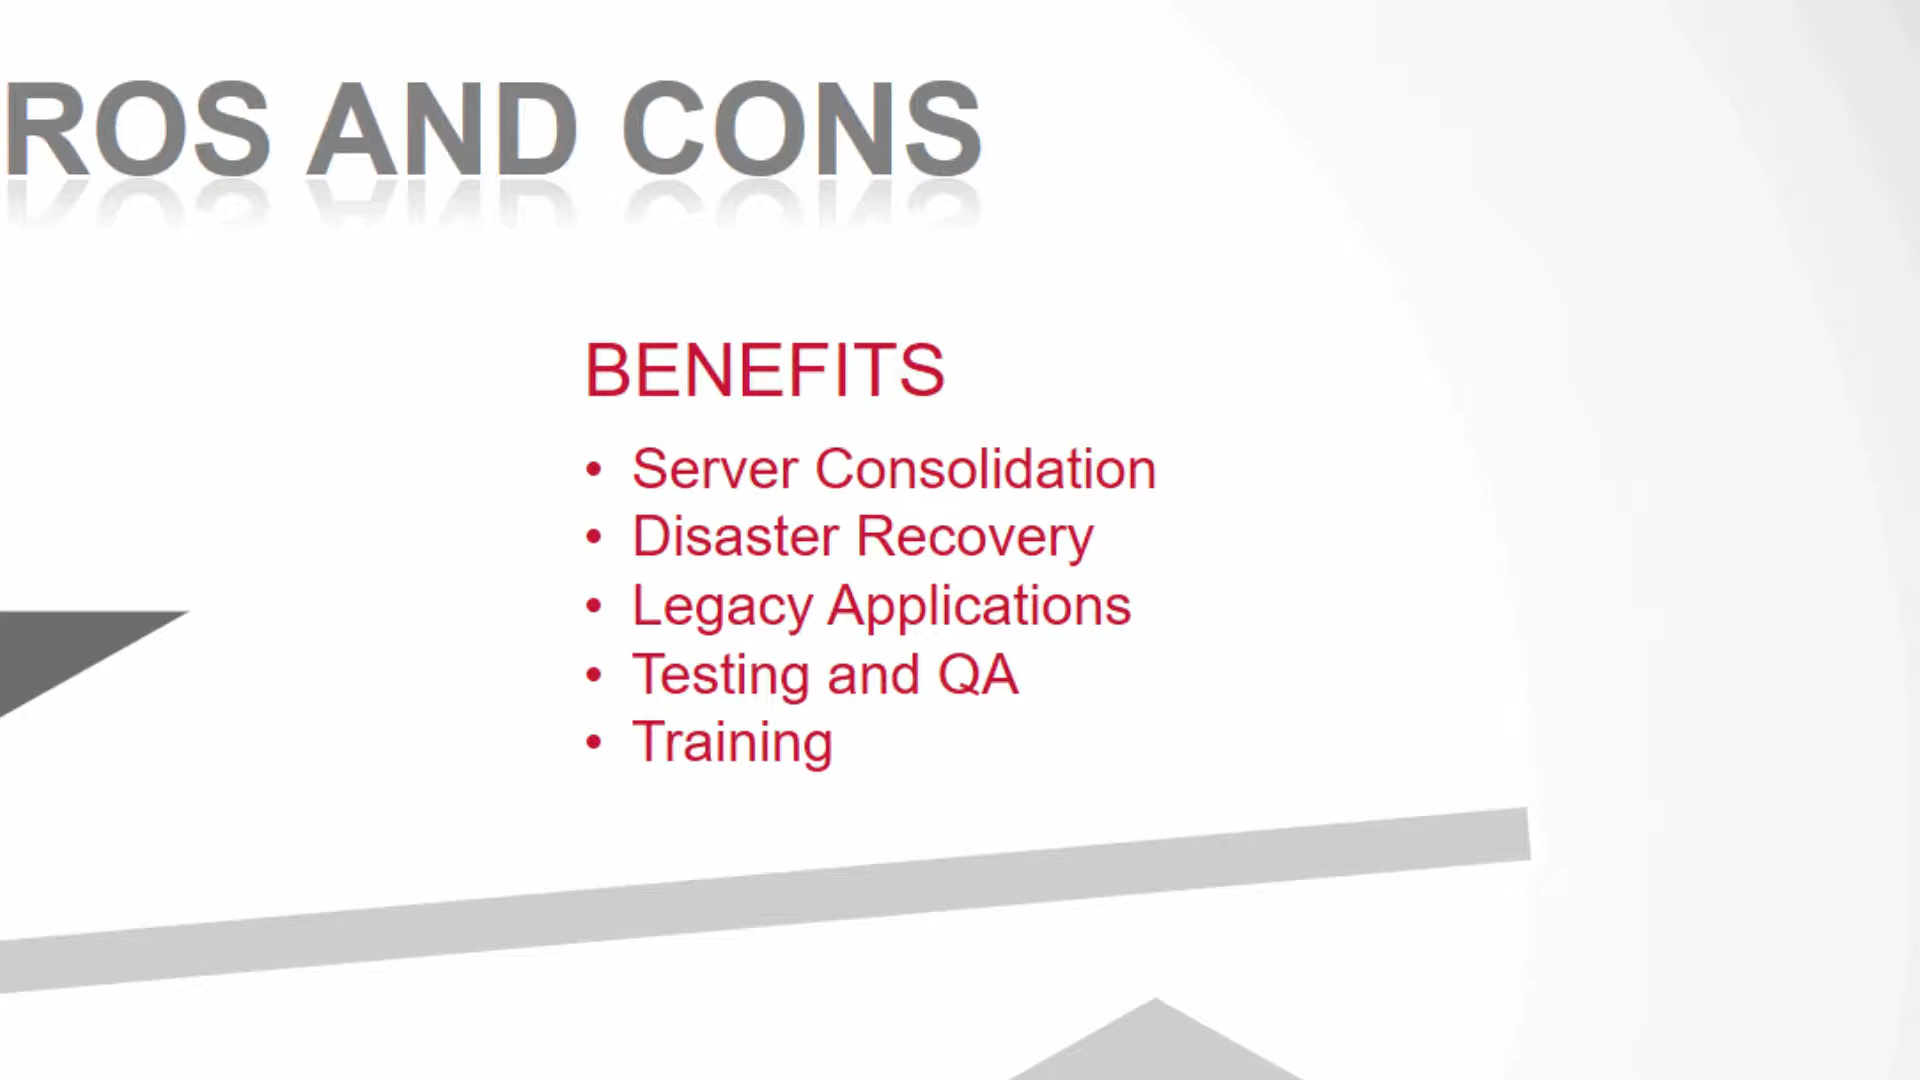 ROS AND CONS
BENEFITS
• Server Consolidation
• Disaster Recovery
• Legacy Applications
• Testing and QA
• Training